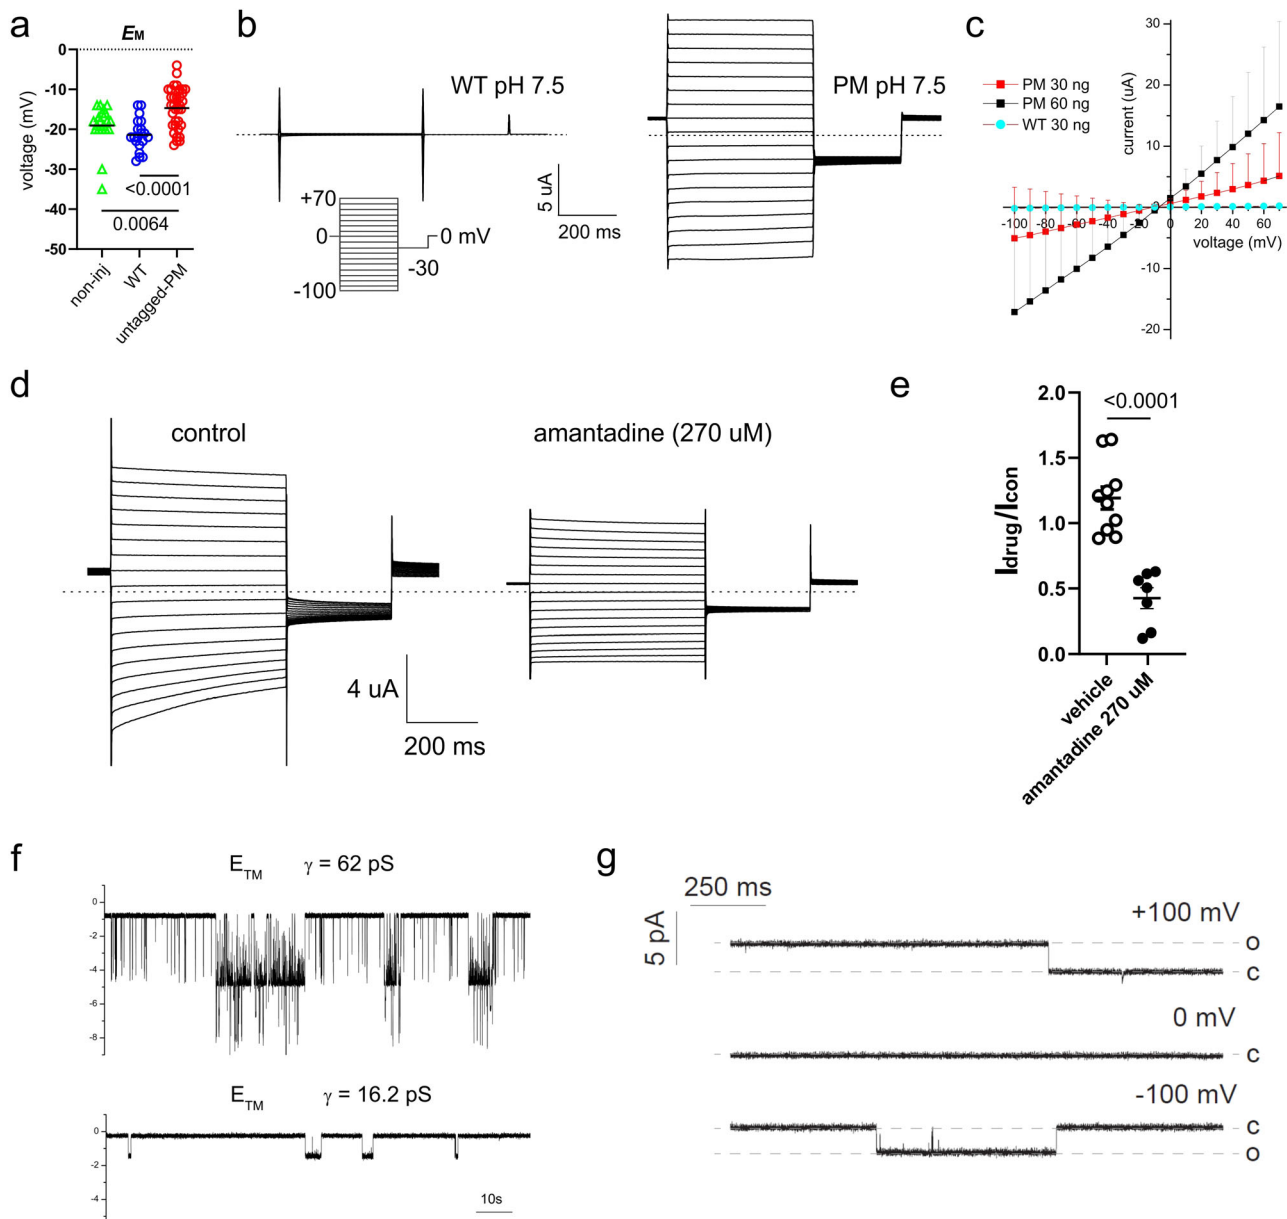 a
E_M
voltage (mV)
0
-10
-20
-30
-40
-50
<0.0001
0.0064
non-inj
WT
untagged-PM
b
WT pH 7.5
PM pH 7.5
+70
0
0 mV
-30
-100
5 uA
200 ms
c
PM 30 ng
PM 60 ng
WT 30 ng
current (uA)
30
20
10
0
-10
-20
-100
-80
-60
-40
-20
0
20
40
60
voltage (mV)
d
control
amantadine (270 uM)
4 uA
200 ms
e
Idrug/Icon
2.0
1.5
1.0
0.5
0.0
<0.0001
vehicle
amantadine 270 uM
f
E_TM γ = 62 pS
0
-2
-4
-6
-8
E_TM γ = 16.2 pS
0
-2
-4
10s
g
250 ms
5 pA
+100 mV
o
c
0 mV
c
-100 mV
c
o